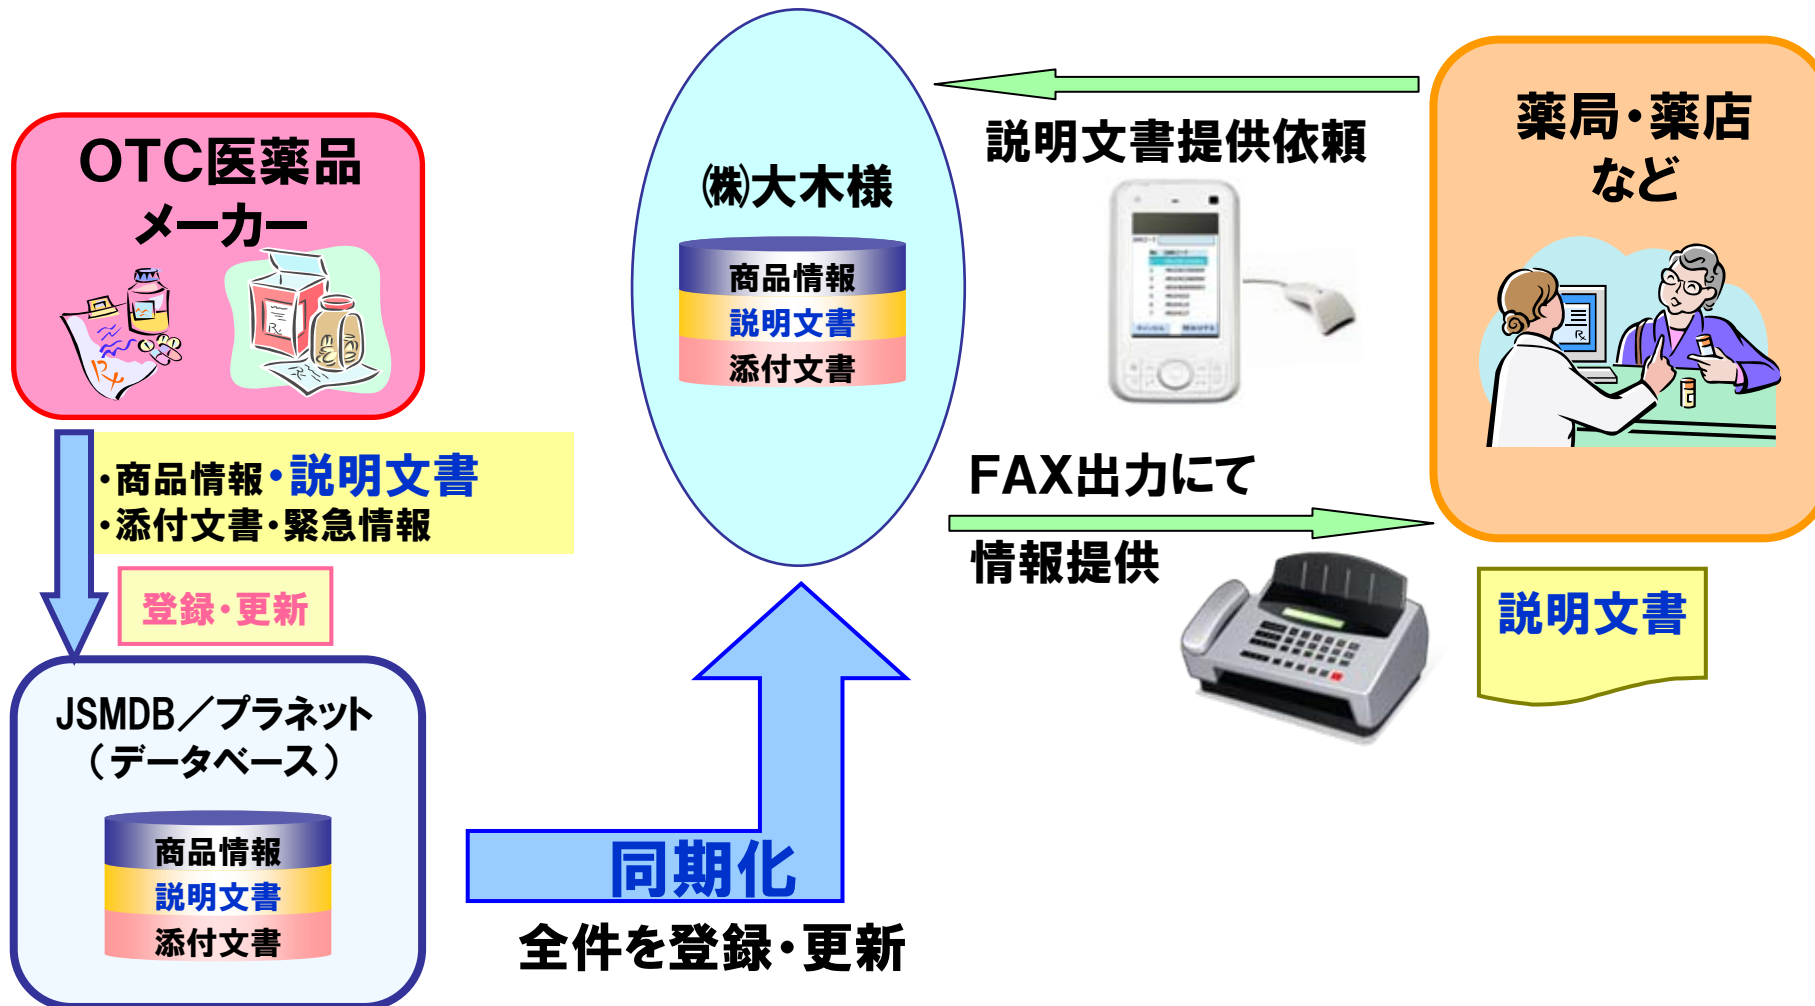 OTC医薬品
メーカー
・商品情報・説明文書
・添付文書・緊急情報
登録・更新
JSMDB／プラネット
（データベース）
商品情報
説明文書
添付文書
㈱大木様
商品情報
説明文書
添付文書
同期化
全件を登録・更新
説明文書提供依頼
FAX出力にて
情報提供
薬局・薬店
など
説明文書